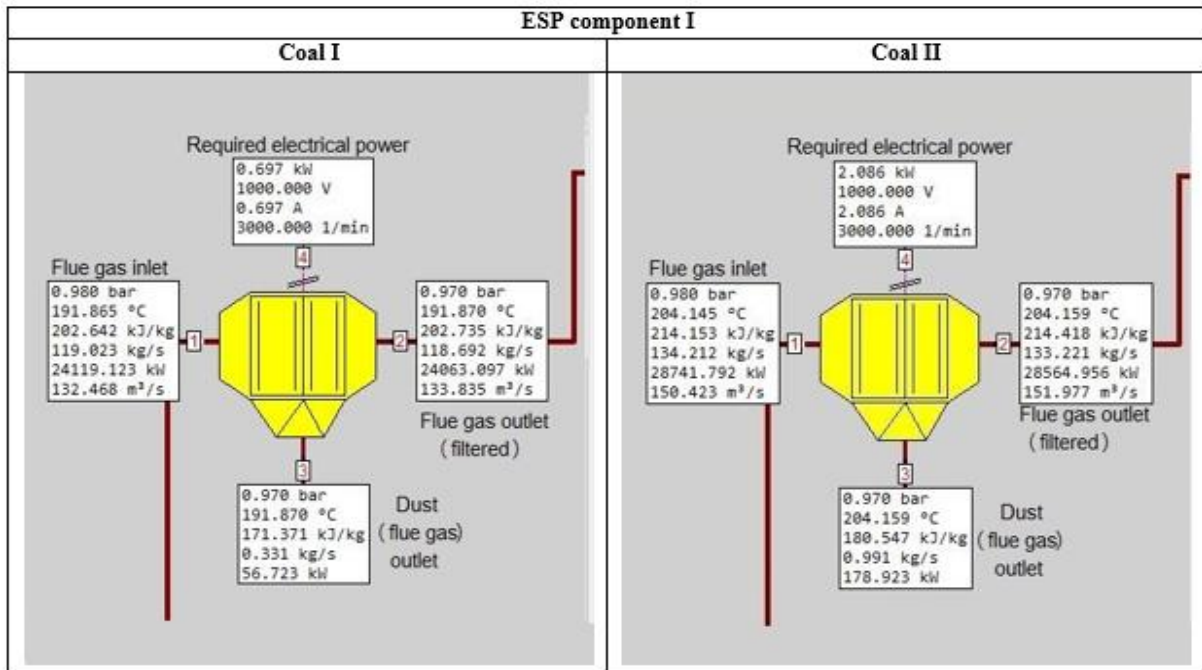 ESP component I
Coal I
Coal II
Required electrical power
0.697 kW
1000.000 V
0.697 A
3000.000 1/min
4
Flue gas inlet
0.980 bar
191.865 °C
202.642 kJ/kg
119.023 kg/s
24119.123 kW
132.468 m³/s
1
2
0.970 bar
191.870 °C
202.735 kJ/kg
118.692 kg/s
24063.097 kW
133.835 m³/s
Flue gas outlet
(filtered)
3
0.970 bar
191.870 °C
171.371 kJ/kg
0.331 kg/s
56.723 kW
Dust
(flue gas)
outlet
Required electrical power
2.086 kW
1000.000 V
2.086 A
3000.000 1/min
4
Flue gas inlet
0.980 bar
204.145 °C
214.153 kJ/kg
134.212 kg/s
28741.792 kW
150.423 m³/s
1
2
0.970 bar
204.159 °C
214.418 kJ/kg
133.221 kg/s
28564.956 kW
151.977 m³/s
Flue gas outlet
(filtered)
3
0.970 bar
204.159 °C
180.547 kJ/kg
0.991 kg/s
178.923 kW
Dust
(flue gas)
outlet